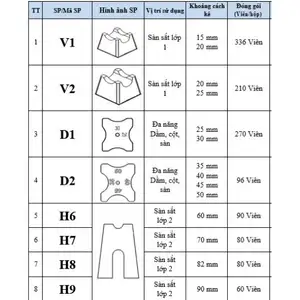 TT SP/Mã SP Hình ảnh SP Vị trí sử dụng Khoảng cách kê Đóng gói (Viên/hộp)
1 V1 Sàn sắt lớp 1 15 mm 20 mm 336 Viên
2 V2 Sàn sắt lớp 1 20 mm 25 mm 210 Viên
3 D1 Đa năng Dầm, cột, sàn 25 mm 30 mm 270 Viên
4 D2 Đa năng Dầm, cột, sàn 35 mm 40 mm 45 mm 50 mm 96 Viên
5 H6 Sàn sắt lớp 2 60 mm 90 Viên
6 H7 Sàn sắt lớp 2 70 mm 80 Viên
7 H8 Sàn sắt lớp 2 82 mm 80 Viên
8 H9 Sàn sắt lớp 2 90 mm 60 Viên